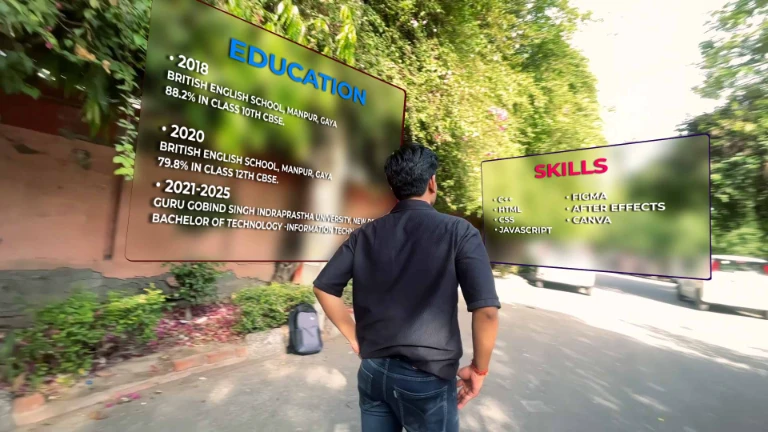 EDUCATION
• 2018
BRITISH ENGLISH SCHOOL, MANPUR, GAYA
88.2% IN CLASS 10TH CBSE.
• 2020
BRITISH ENGLISH SCHOOL, MANPUR, GAYA
79.8% IN CLASS 12TH CBSE.
• 2021-2025
GURU GOBIND SINGH INDRAPRASTHA UNIVERSITY, NEW
BACHELOR OF TECHNOLOGY -INFORMATION
SKILLS
• C++
• HTML
• CSS
• JAVASCRIPT
• FIGMA
• AFTER EFFECTS
• CANVA